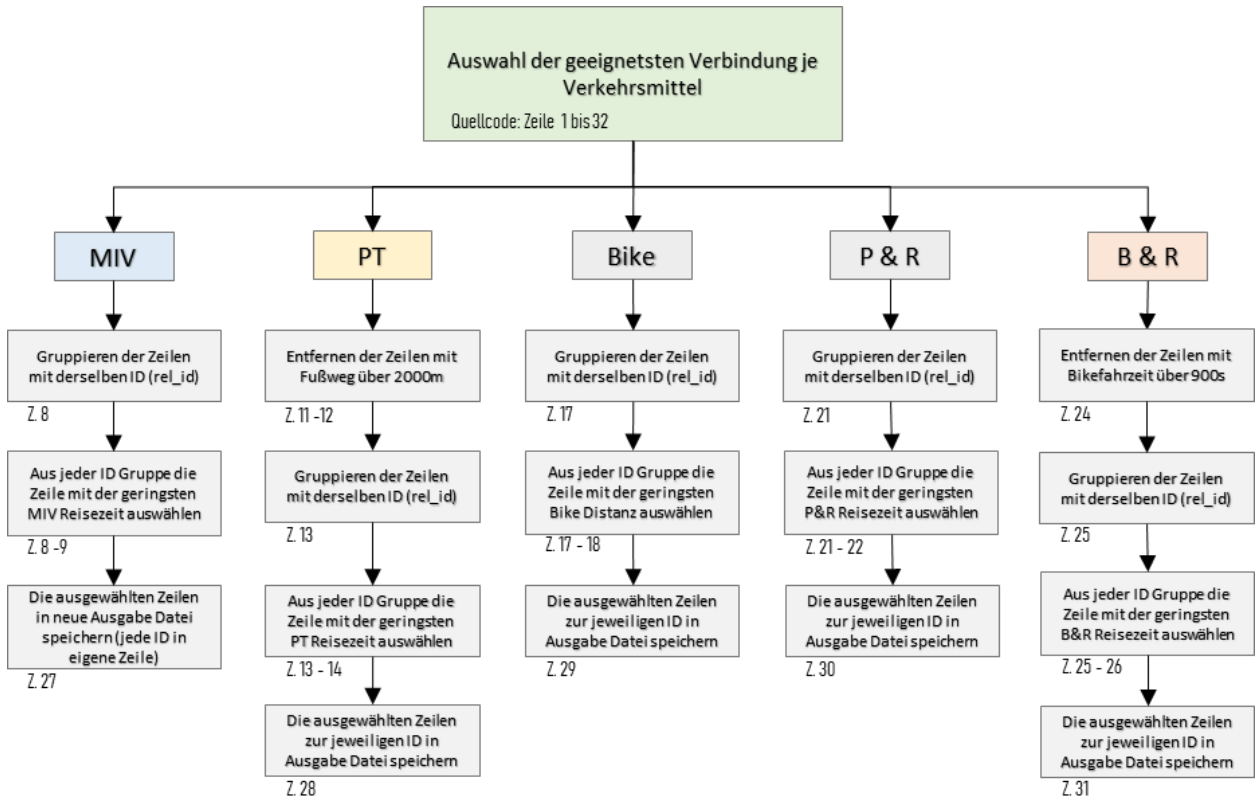 Auswahl der geeignetsten Verbindung je
Verkehrsmittel
Quellcode: Zeile 1 bis 32
MIV
Gruppieren der Zeilen
mit derselben ID (rel_id)
Z. 8
Aus jeder ID Gruppe die
Zeile mit der geringsten
MIV Reisezeit auswählen
Z. 8 -9
Die ausgewählten Zeilen
in neue Ausgabe Datei
speichern (jede ID in
eigene Zeile)
Z. 27
PT
Entfernen der Zeilen mit
Fußweg über 2000m
Z. 11 -12
Gruppieren der Zeilen
mit derselben ID (rel_id)
Z. 13
Aus jeder ID Gruppe die
Zeile mit der geringsten
PT Reisezeit auswählen
Z. 13 - 14
Die ausgewählten Zeilen
zur jeweiligen ID in
Ausgabe Datei speichern
Z. 28
Bike
Gruppieren der Zeilen
mit derselben ID (rel_id)
Z. 17
Aus jeder ID Gruppe die
Zeile mit der geringsten
Bike Distanz auswählen
Z. 17 - 18
Die ausgewählten Zeilen
zur jeweiligen ID in
Ausgabe Datei speichern
Z. 29
P & R
Gruppieren der Zeilen
mit derselben ID (rel_id)
Z. 21
Aus jeder ID Gruppe die
Zeile mit der geringsten
P&R Reisezeit auswählen
Z. 21 - 22
Die ausgewählten Zeilen
zur jeweiligen ID in
Ausgabe Datei speichern
Z. 30
B & R
Entfernen der Zeilen mit
Bikefahrzeit über 900s
Z. 24
Gruppieren der Zeilen
mit derselben ID (rel_id)
Z. 25
Aus jeder ID Gruppe die
Zeile mit der geringsten
B&R Reisezeit auswählen
Z. 25 - 26
Die ausgewählten Zeilen
zur jeweiligen ID in
Ausgabe Datei speichern
Z. 31